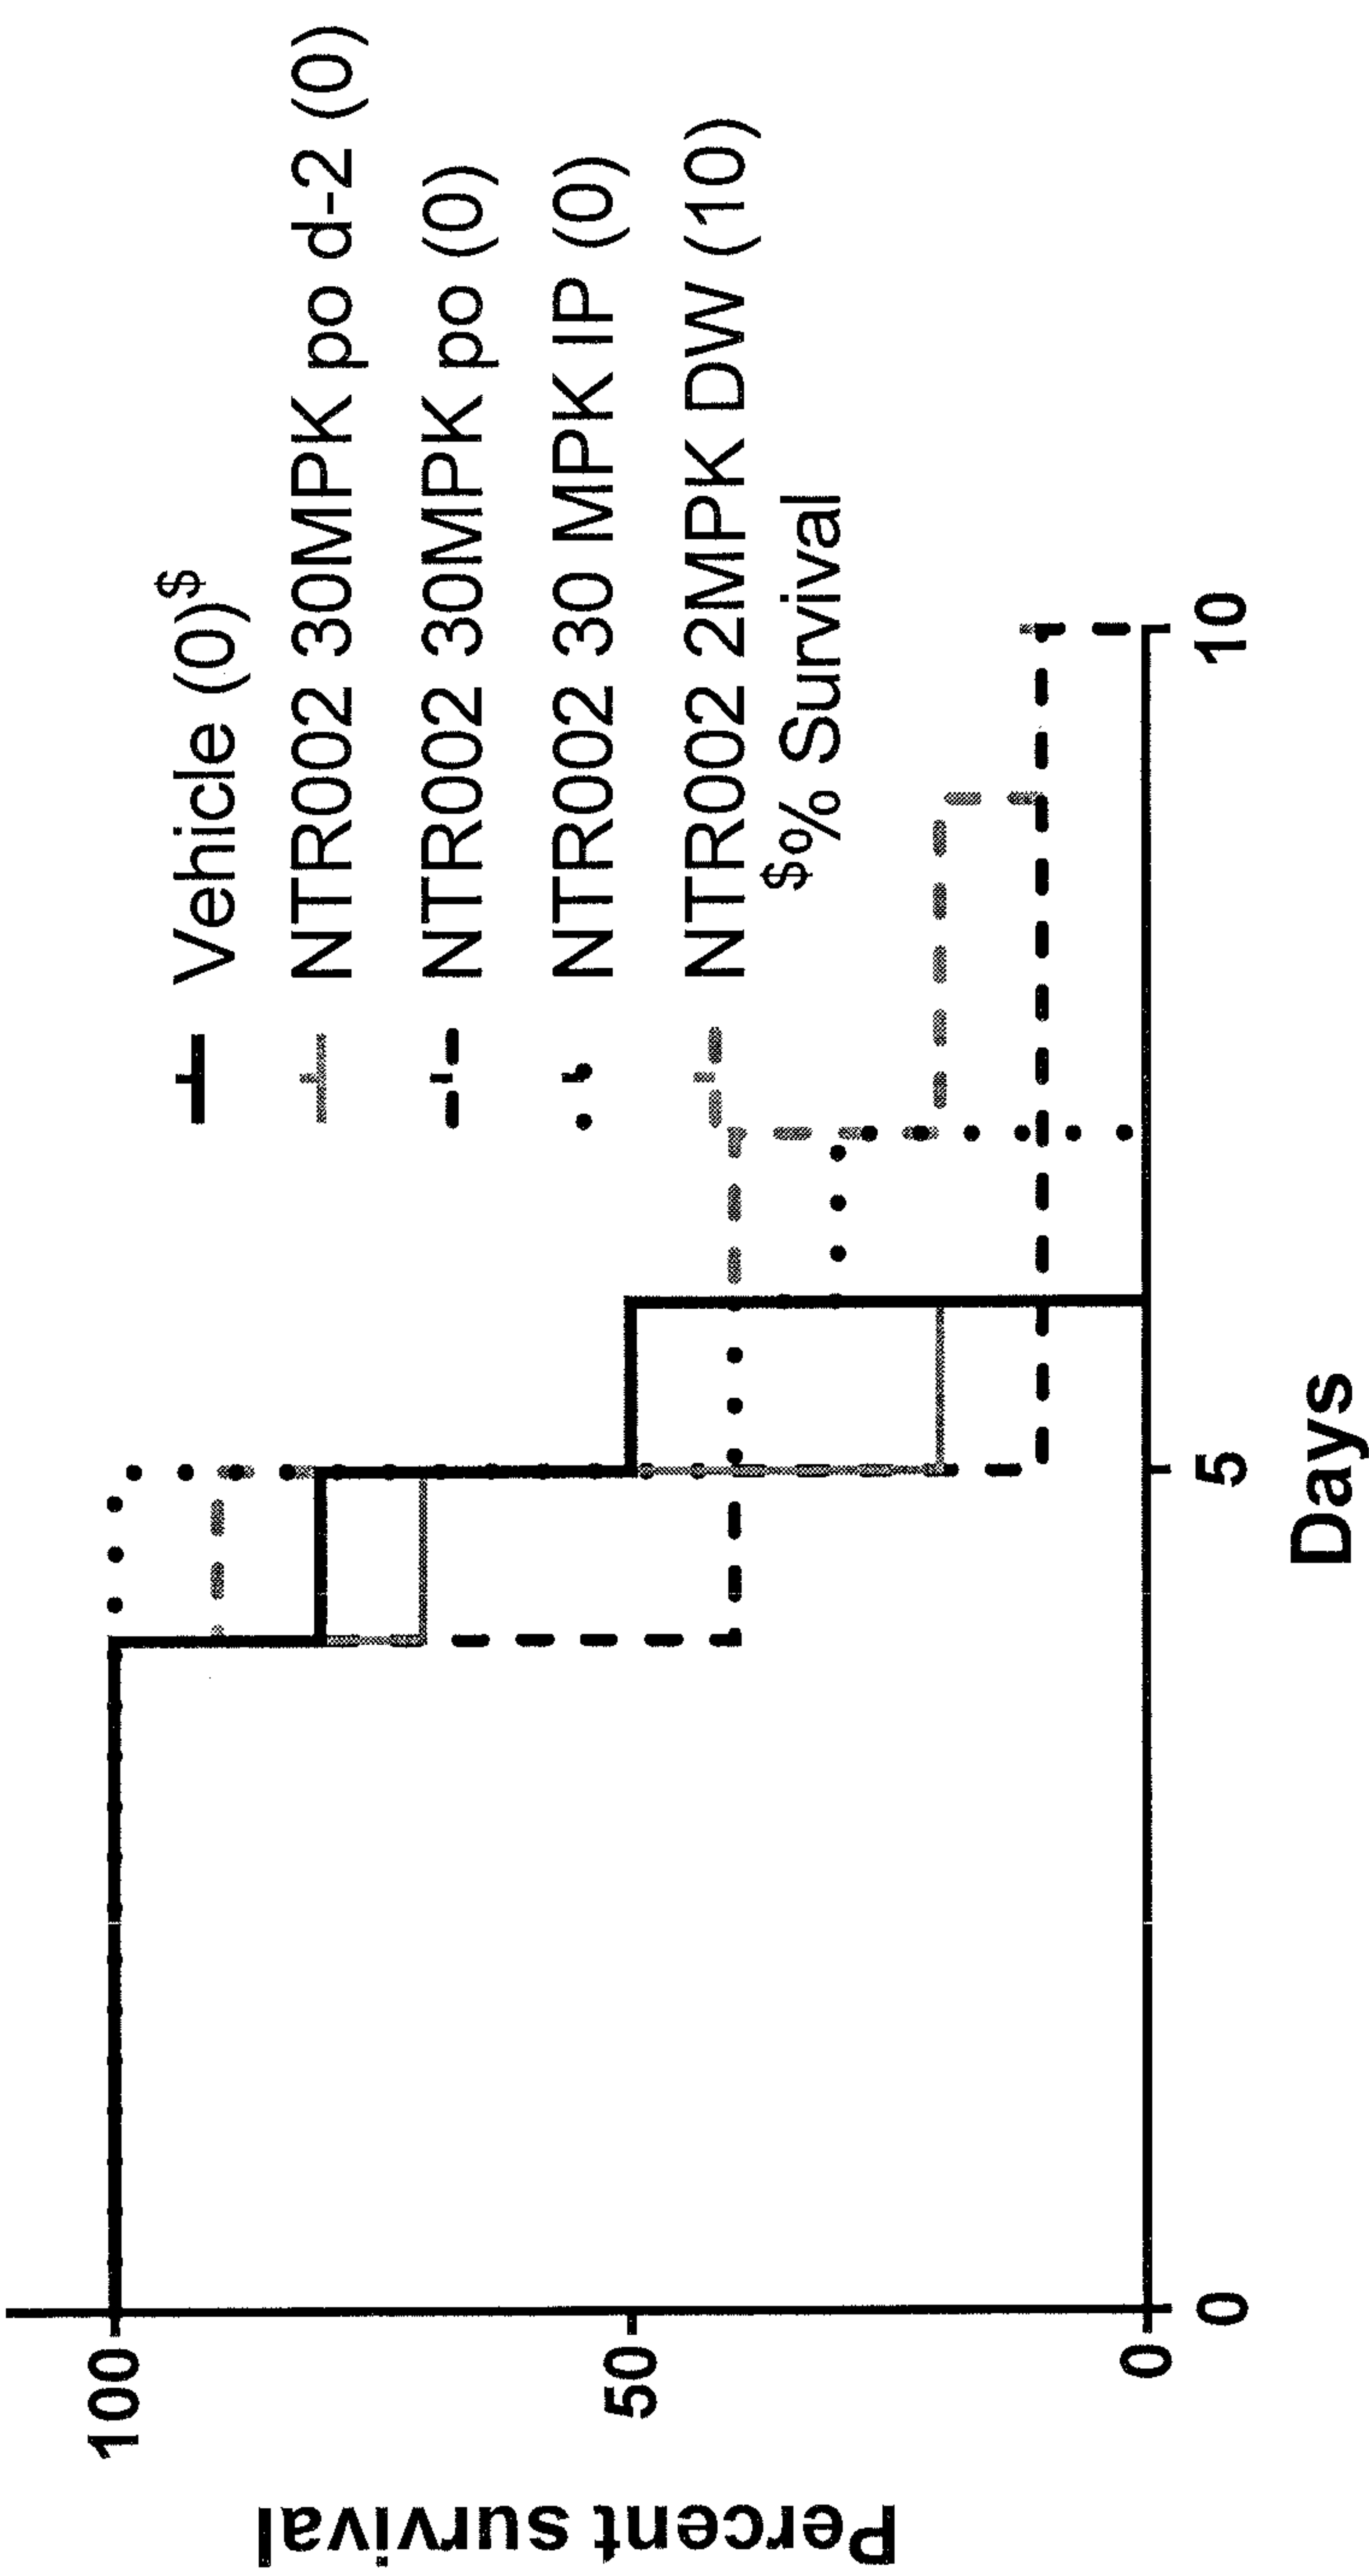 Percent survival
100
50
0
0
5
10
Days
Vehicle (0)$
NTR002 30MPK po d-2 (0)
NTR002 30MPK po (0)
NTR002 30 MPK IP (0)
NTR002 2MPK DW (10)
$% Survival